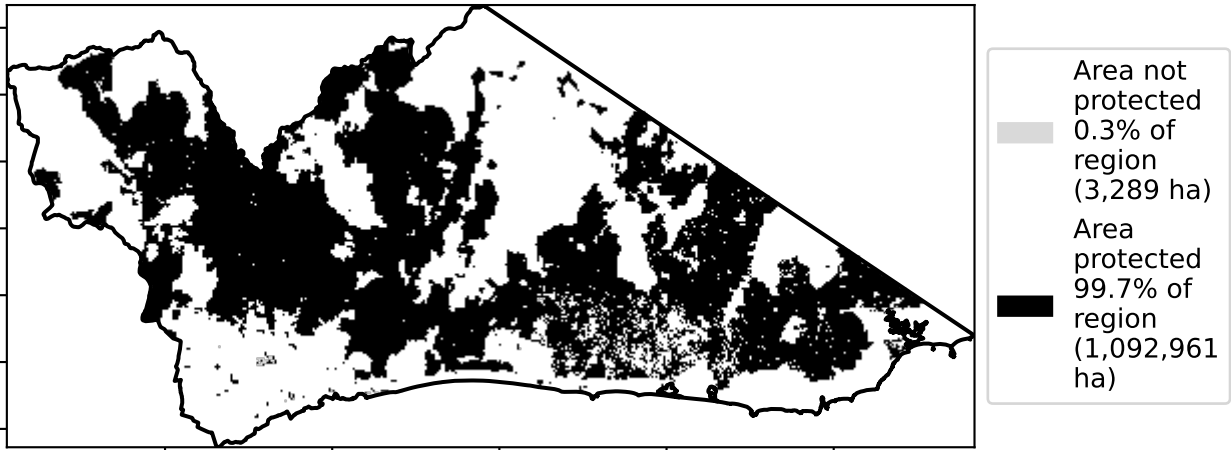 Area not
protected
0.3% of
region
(3,289 ha)
Area
protected
99.7% of
region
(1,092,961
ha)